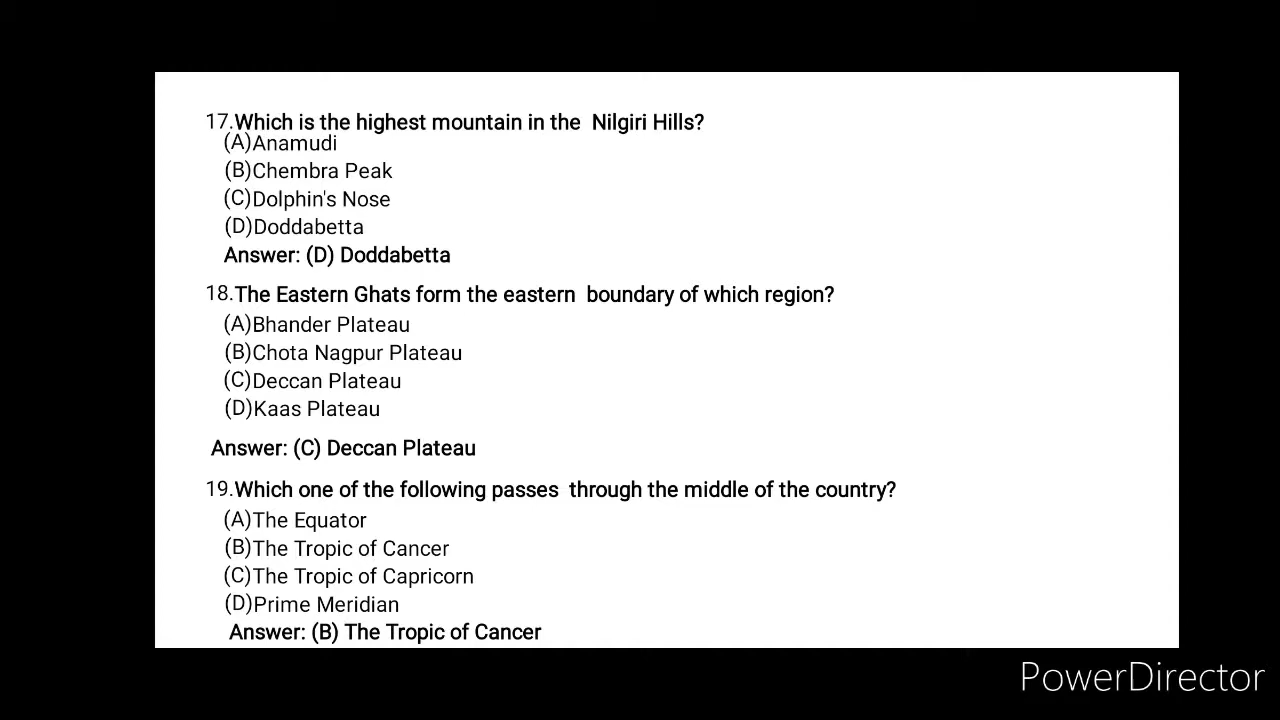 17.Which is the highest mountain in the Nilgiri Hills?
(A)Anamudi
(B)Chembra Peak
(C)Dolphin's Nose
(D)Doddabetta
Answer: (D) Doddabetta
18.The Eastern Ghats form the eastern boundary of which region?
(A)Bhander Plateau
(B)Chota Nagpur Plateau
(C)Deccan Plateau
(D)Kaas Plateau
Answer: (C) Deccan Plateau
19.Which one of the following passes through the middle of the country?
(A)The Equator
(B)The Tropic of Cancer
(C)The Tropic of Capricorn
(D)Prime Meridian
Answer: (B) The Tropic of Cancer
PowerDirector